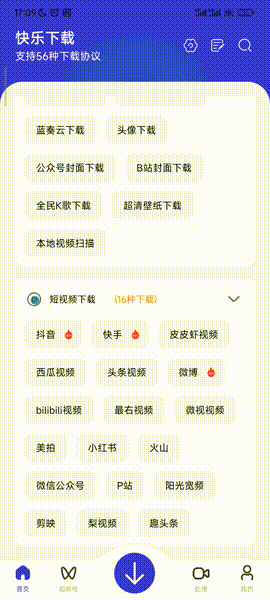 17:09
快乐下载
支持56种下载协议
蓝奏云下载 头像下载
公众号封面下载 B站封面下载
全民K歌下载 超清壁纸下载
本地视频扫描
短视频下载 (16种下载)
抖音 快手 皮皮虾视频
西瓜视频 头条视频 微博
bilibili视频 最右视频 微视视频
美拍 小红书 火山
微信公众号 P站 阳光宽频
剪映 梨视频 趣头条
首页 视频号 处理 我的